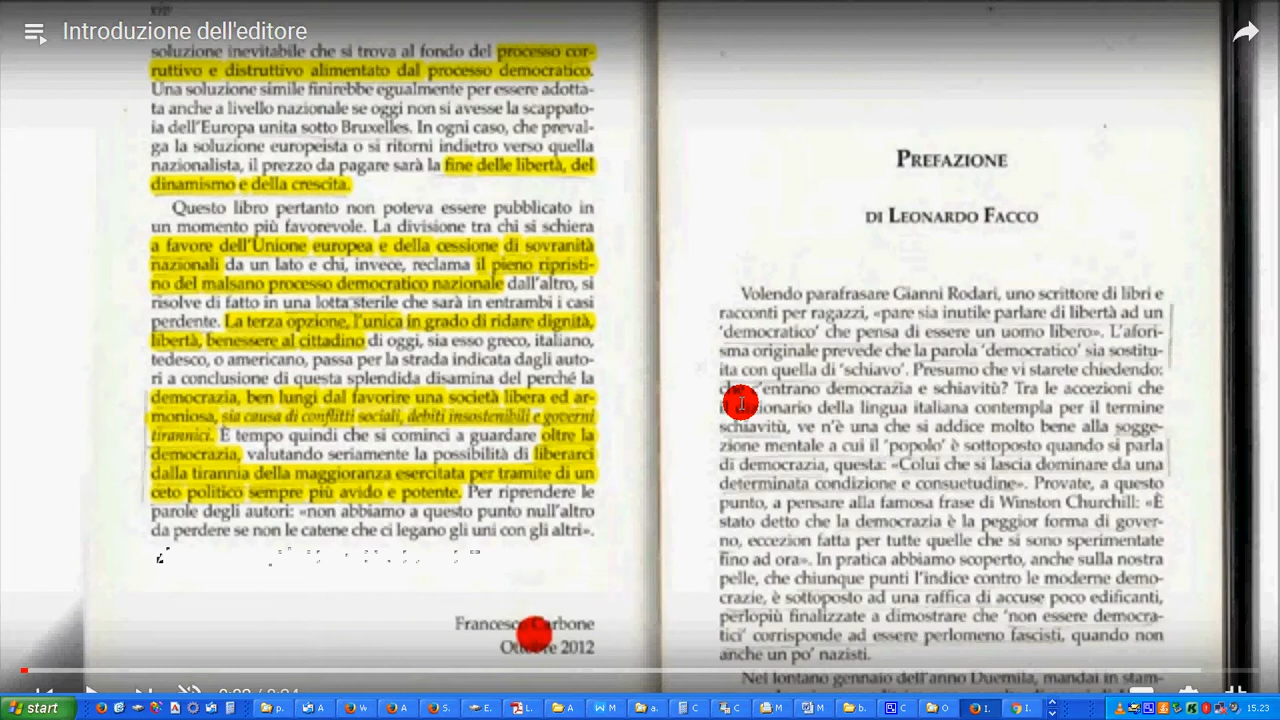 Introduzione dell'editore
soluzione inevitabile che si trova al fondo del processo cor-
ruttivo e distruttivo alimentato dal processo democratico.
Una soluzione simile finirebbe egualmente per essere adotta-
ta anche a livello nazionale se oggi non si avesse la scappato-
ia dell'Europa unita sotto Bruxelles. In ogni caso, che preval-
ga la soluzione europeista o si ritorni indietro verso quella
nazionalista, il prezzo da pagare sarà la fine delle libertà, del
dinamismo e della crescita.
Questo libro pertanto non poteva essere pubblicato in
un momento più favorevole. La divisione tra chi si schiera
a favore dell'Unione europea e della cessione di sovranità
nazionali da un lato e chi, invece, reclama il pieno ripristi-
no del malsano processo democratico nazionale dall'altro, si
risolve di fatto in una lotta sterile che sarà in entrambi i casi
perdente. La terza opzione, l'unica in grado di ridare dignità,
libertà, benessere al cittadino di oggi, sia esso greco, italiano,
tedesco, o americano, passa per la strada indicata dagli auto-
ri a conclusione di questa splendida disamina del perché la
democrazia, ben lungi dal favorire una società libera ed ar-
moniosa, sia causa di conflitti sociali, debiti insostenibili e governi
tirannici. È tempo quindi che si cominci a guardare oltre la
democrazia, valutando seriamente la possibilità di liberarci
dalla tirannia della maggioranza esercitata per tramite di un
ceto politico sempre più avido e potente. Per riprendere le
parole degli autori: «non abbiamo a questo punto null'altro
da perdere se non le catene che ci legano gli uni con gli altri».
Francesco Carbone
Ottobre 2012
PREFAZIONE
DI LEONARDO FACCO
Volendo parafrasare Gianni Rodari, uno scrittore di libri e
racconti per ragazzi, «pare sia inutile parlare di libertà ad un
'democratico' che pensa di essere un uomo libero». L'afori-
sma originale prevede che la parola 'democratico' sia sostitu-
ita con quella di 'schiavo'. Presumo che vi starete chiedendo:
che c'entrano democrazia e schiavitù? Tra le accezioni che
il dizionario della lingua italiana contempla per il termine
schiavitù, ve n'è una che si addice molto bene alla sogge-
zione mentale a cui il 'popolo' è sottoposto quando si parla
di democrazia, questa: «Colui che si lascia dominare da una
determinata condizione e consuetudine». Provate, a questo
punto, a pensare alla famosa frase di Winston Churchill: «È
stato detto che la democrazia è la peggior forma di gover-
no, eccezion fatta per tutte quelle che si sono sperimentate
fino ad ora». In pratica abbiamo scoperto, anche sulla nostra
pelle, che chiunque punti l'indice contro le moderne demo-
crazie, è sottoposto ad una raffica di accuse poco edificanti,
perlopiù finalizzate a dimostrare che 'non essere democra-
tici' corrisponde ad essere perlomeno fascisti, quando non
anche un po' nazisti.
Nel lontano gennaio dell'anno Duemila, mandai in stam-
start
15.23